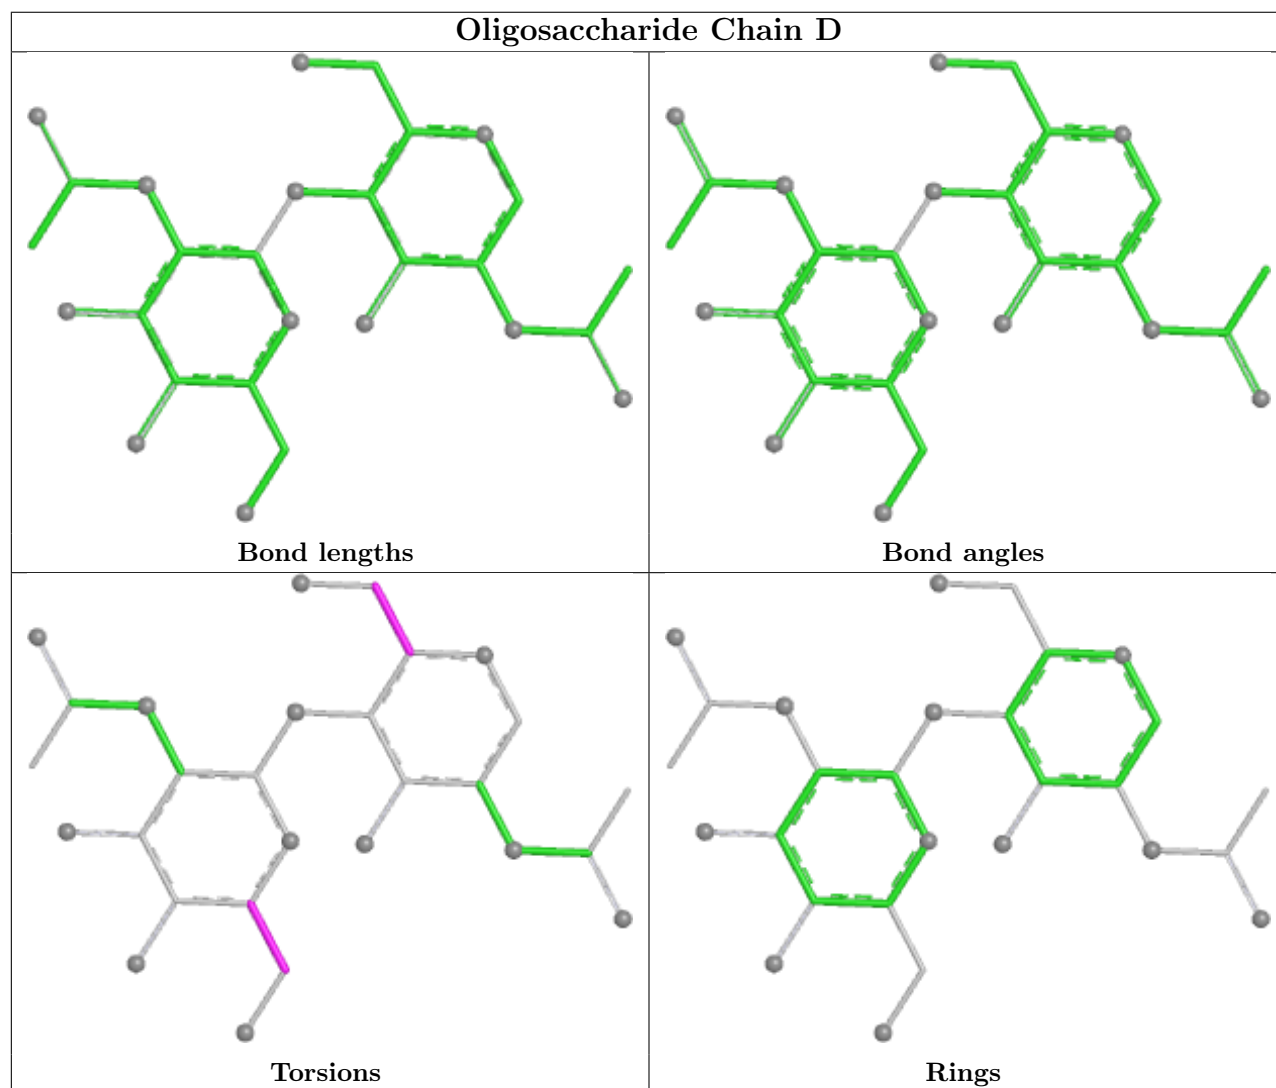 Oligosaccharide Chain D
Bond lengths
Bond angles
Torsions
Rings